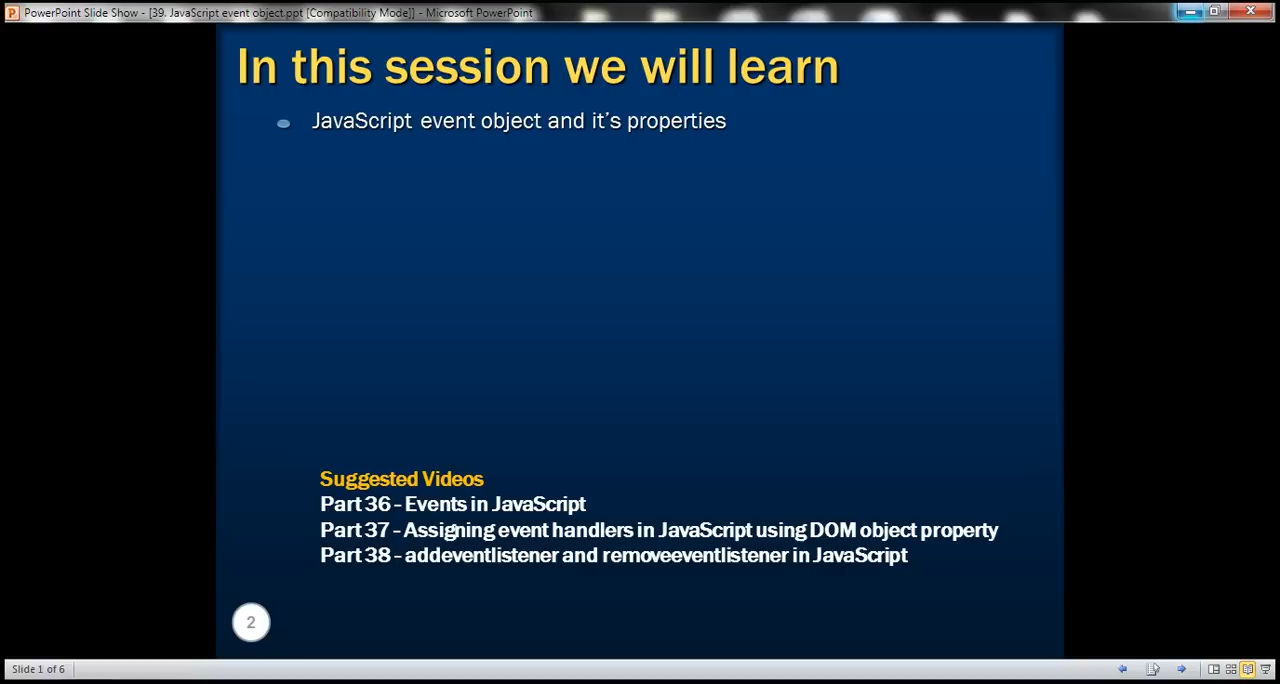 PowerPoint Slide Show - [39. JavaScript event object.ppt [Compatibility Mode]] - Microsoft PowerPoint
In this session we will learn
JavaScript event object and it's properties
Suggested Videos
Part 36 - Events in JavaScript
Part 37 - Assigning event handlers in JavaScript using DOM object property
Part 38 - addeventlistener and removeeventlistener in JavaScript
2
Slide 1 of 6